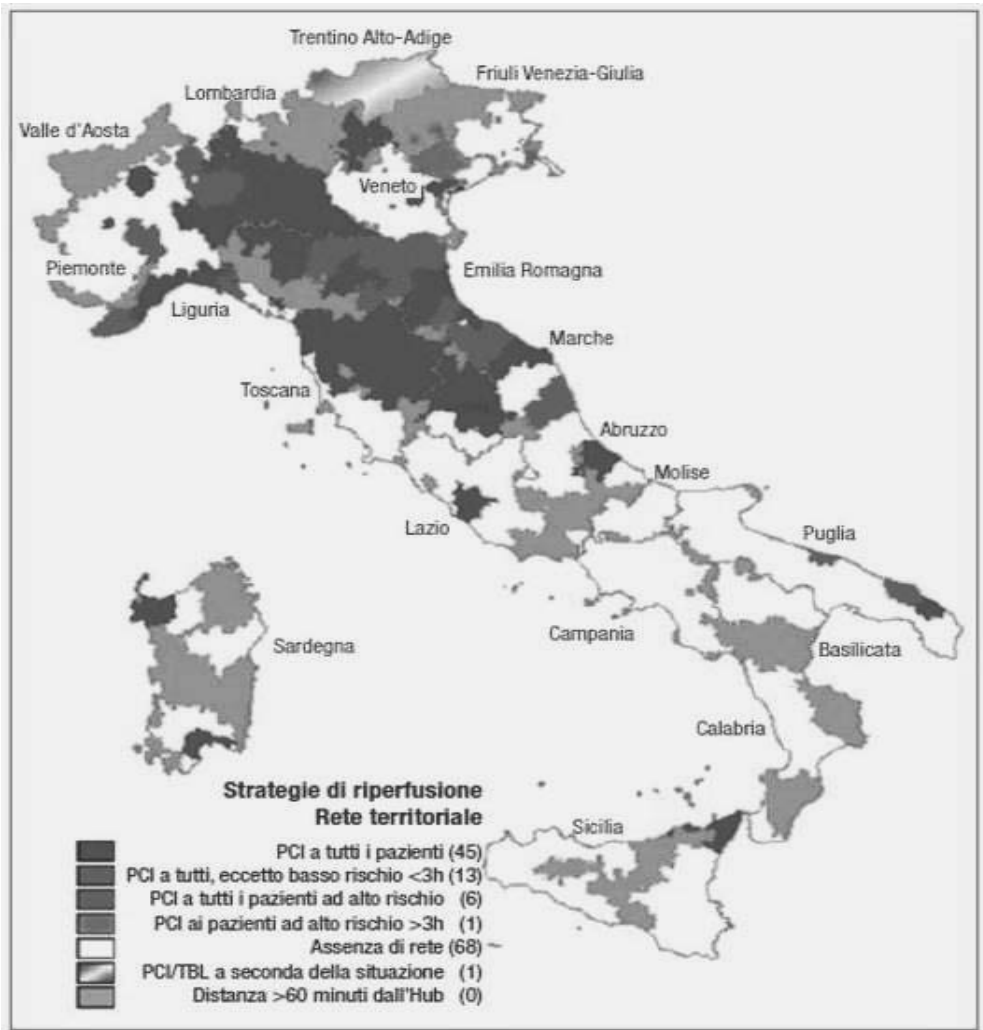 Trentino Alto-Adige
Friuli Venezia-Giulia
Lombardia
Valle d'Aosta
Veneto
Piemonte
Emilia Romagna
Liguria
Marche
Toscana
Abruzzo
Molise
Lazio
Puglia
Campania
Sardegna
Basilicata
Calabria
Sicilia
Strategie di riperfusione
Rete territoriale
PCI a tutti i pazienti (45)
PCI a tutti, eccetto basso rischio <3h (13)
PCI a tutti i pazienti ad alto rischio (6)
PCI ai pazienti ad alto rischio >3h (1)
Assenza di rete (68)
PCI/TBL a seconda della situazione (1)
Distanza >60 minuti dall'Hub (0)